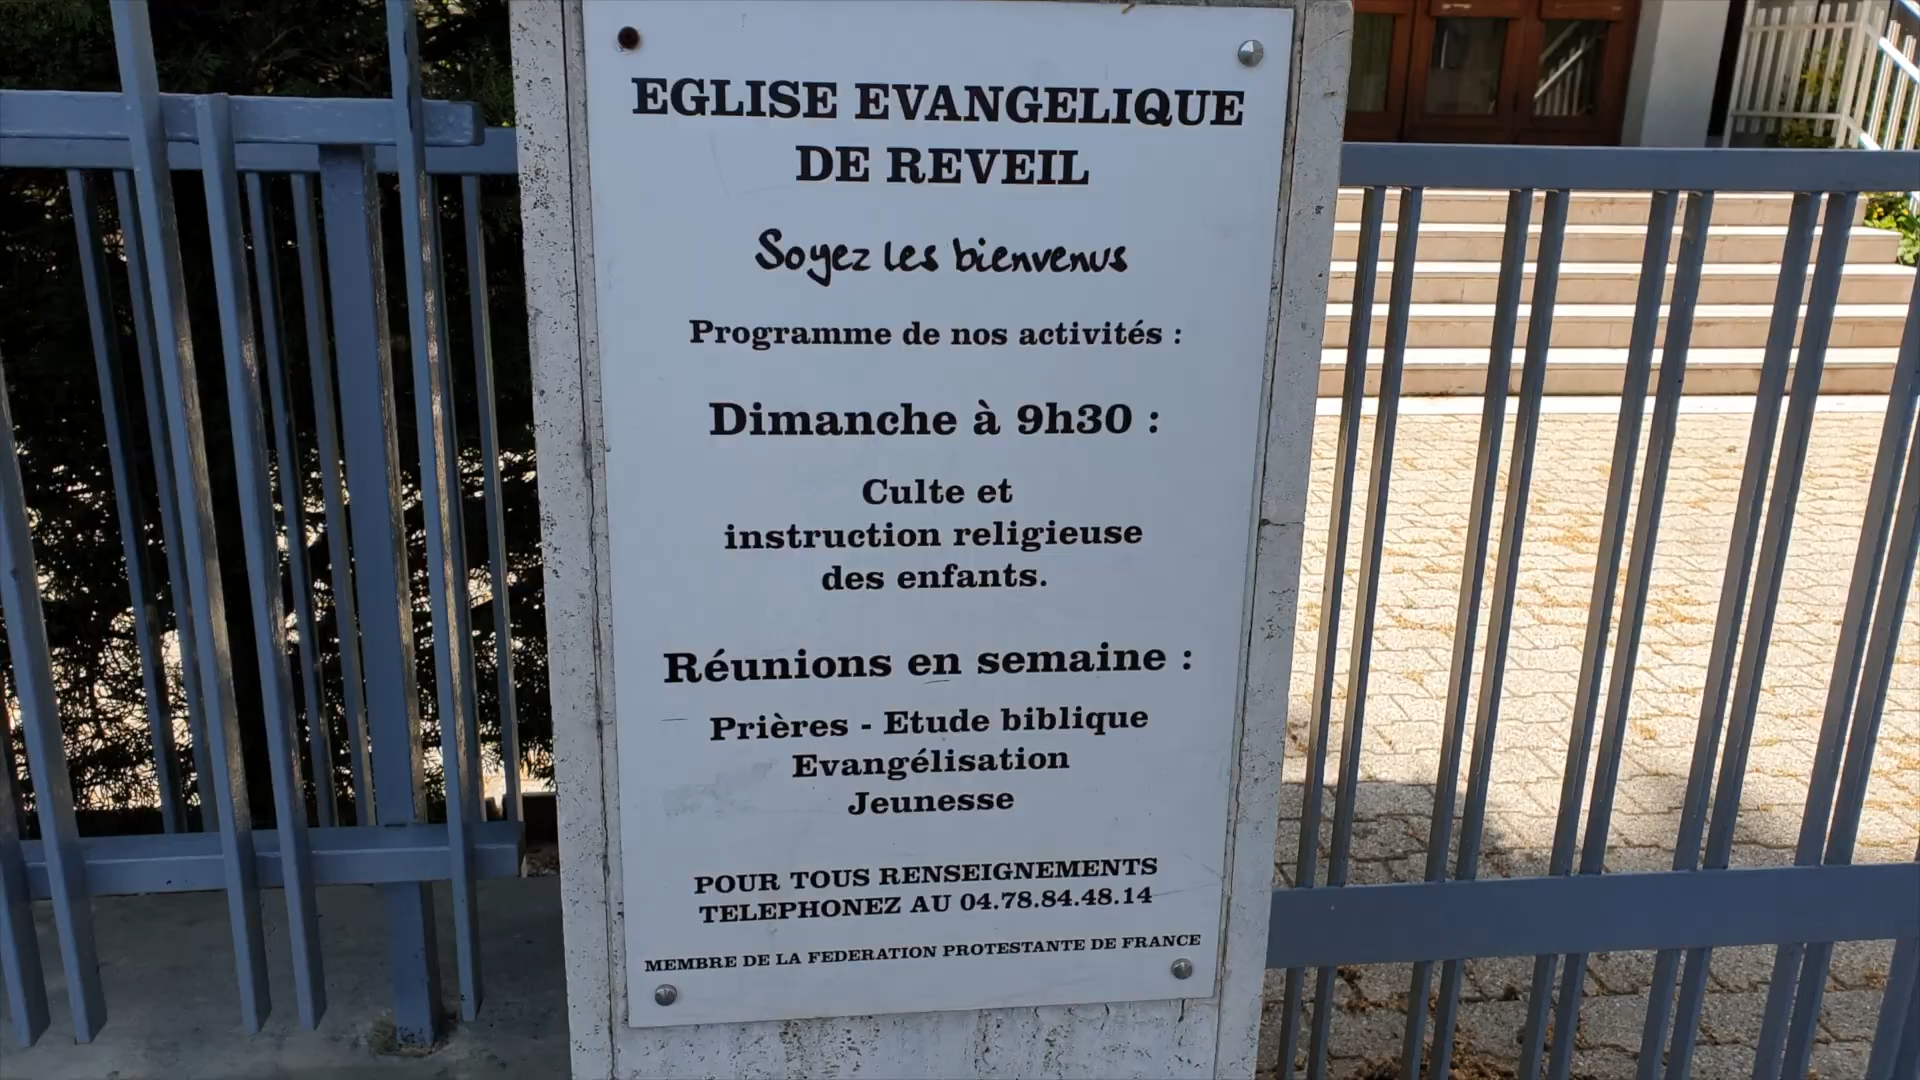 EGLISE EVANGELIQUE
DE REVEIL
Soyez les bienvenus
Programme de nos activités :
Dimanche à 9h30 :
Culte et
instruction religieuse
des enfants.
Réunions en semaine :
Prières - Etude biblique
Evangélisation
Jeunesse
POUR TOUS RENSEIGNEMENTS
TELEPHONEZ AU 04.78.84.48.14
MEMBRE DE LA FEDERATION PROTESTANTE DE FRANCE